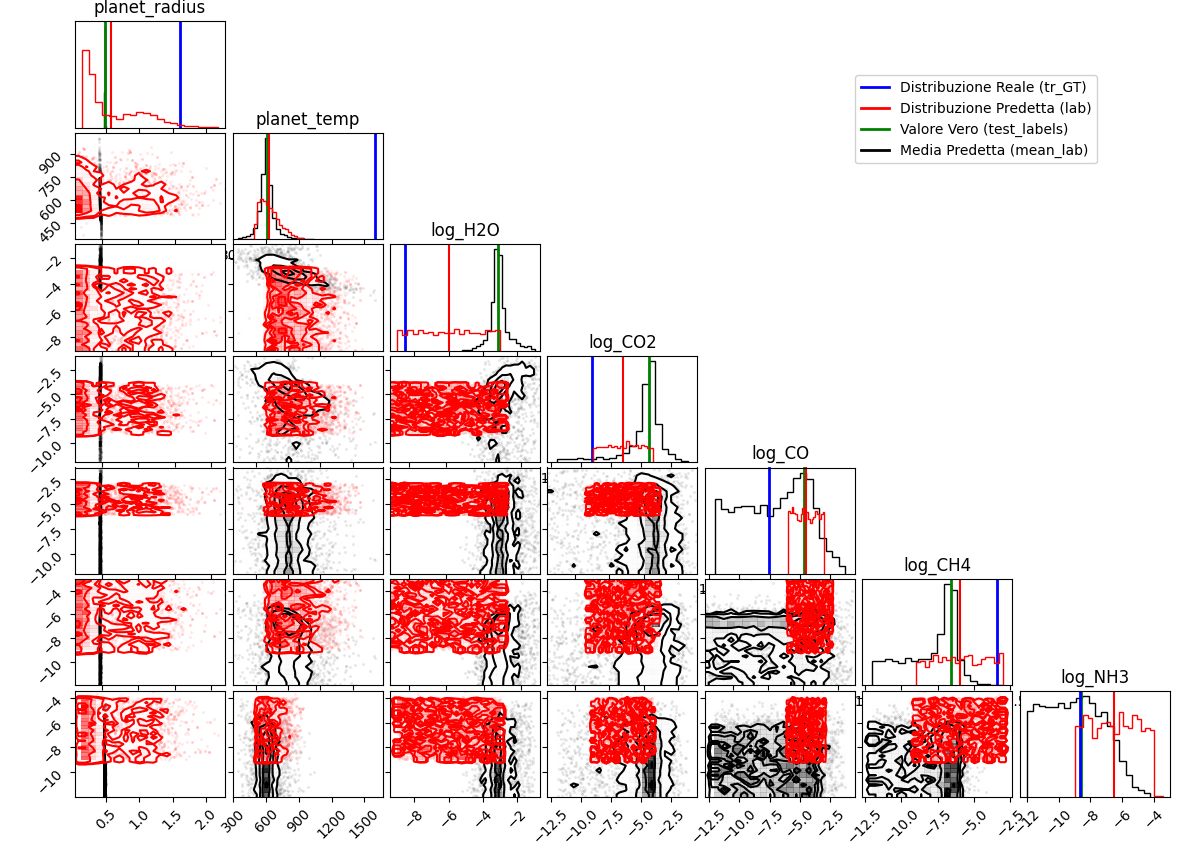 planet_radius
planet_temp
Distribuzione Reale (tr_GT)
Distribuzione Predetta (lab)
Valore Vero (test_labels)
Media Predetta (mean_lab)
900
750
600
450
log_H2O
−2
−4
−6
−8
log_CO2
−2.5
−5.0
−7.5
−10.0
log_CO
−2.5
−5.0
−7.5
−10.0
log_CH4
−4
−6
−8
−10
log_NH3
−4
−6
−8
−10
0.5 1.0 1.5 2.0 300 600 900 1200 1500 −8 −6 −4 −2 −12.5 −10.0 −7.5 −5.0 −2.5 −12.5 −10.0 −7.5 −5.0 −2.5 −12.5 −10.0 −7.5 −5.0 −2.5 −12 −10 −8 −6 −4